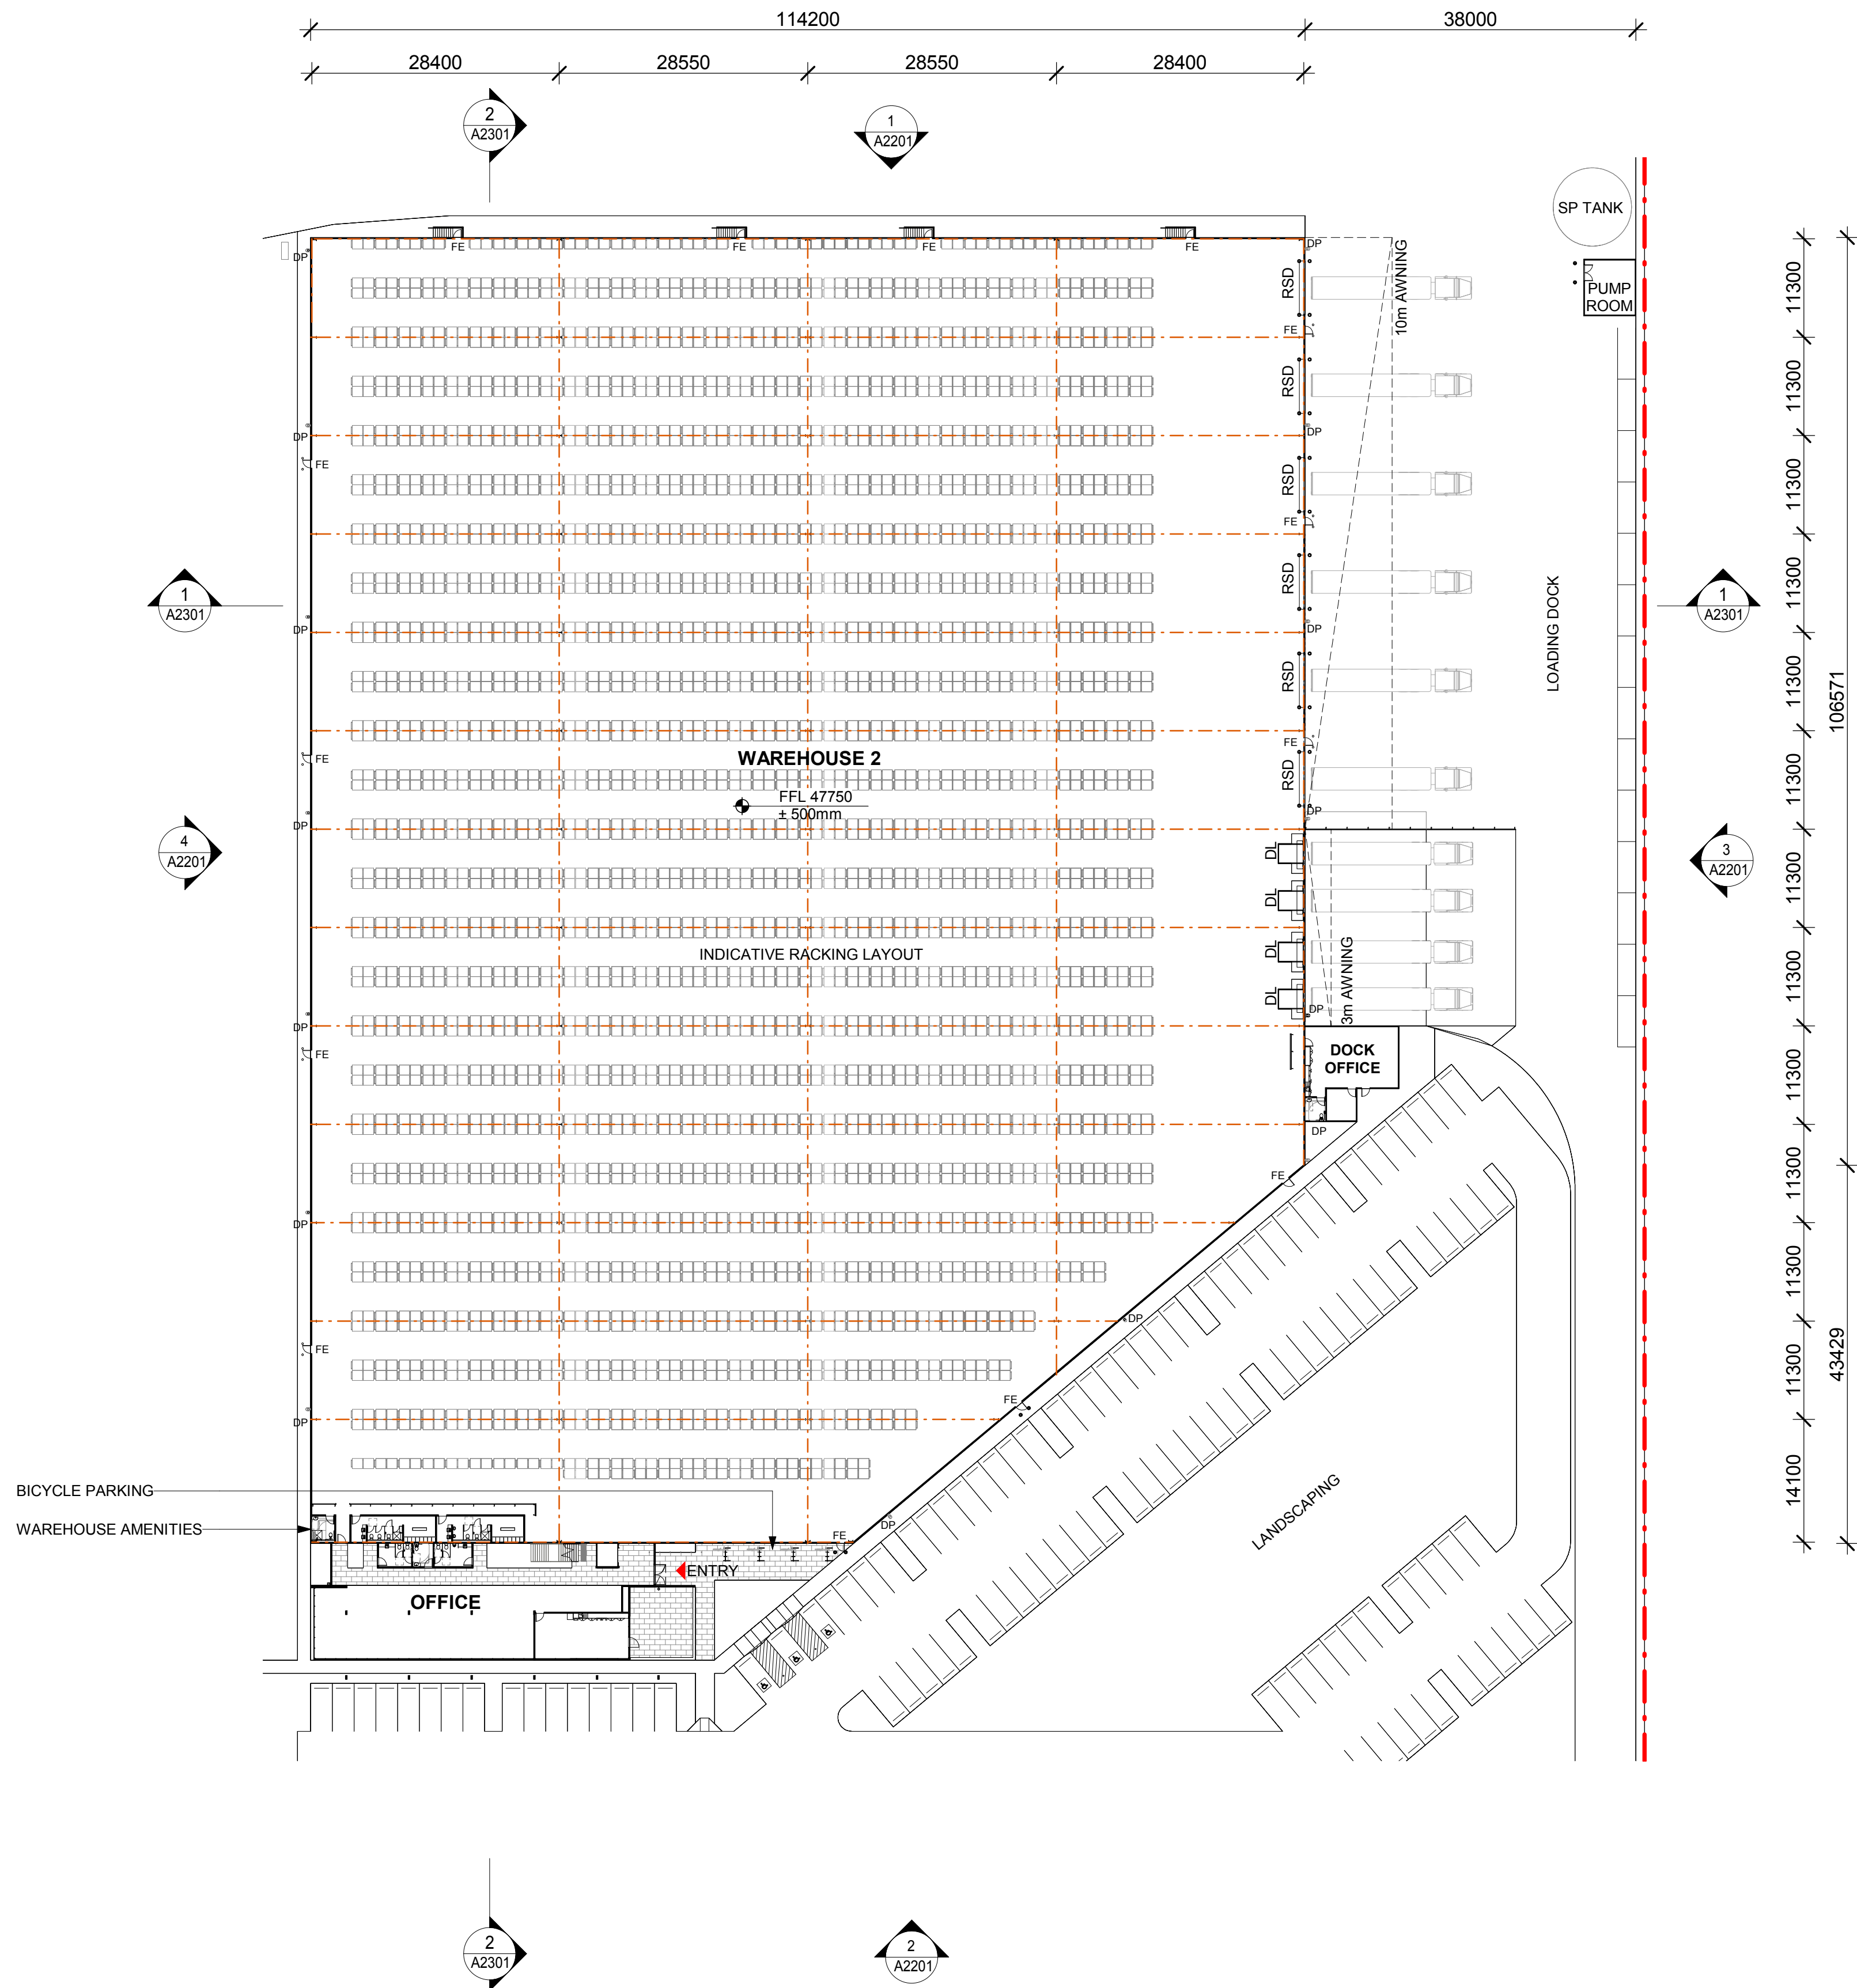 114200
38000
28400
28550
28550
28400
2
A2301
1
A2201
SP TANK
FE
FE
FE
FE
DP
DP
10m AWNING
RSD
PUMP
ROOM
11300
FE
RSD
11300
DP
DP
FE
RSD
11300
FE
1
A2301
RSD
11300
LOADING DOCK
1
A2301
DP
DP
RSD
11300
106571
FE
FE
WAREHOUSE 2
RSD
11300
FFL 47750
± 500mm
DP
DP
4
A2201
DL
3
A2201
11300
DL
INDICATIVE RACKING LAYOUT
DL
3m AWNING
11300
DL
DP
DP
FE
DOCK
OFFICE
11300
DP
FE
11300
DP
11300
DP
FE
43429
11300
FE
DP
14100
BICYCLE PARKING
WAREHOUSE AMENITIES
DP
FE
ENTRY
OFFICE
LANDSCAPING
2
A2301
2
A2201